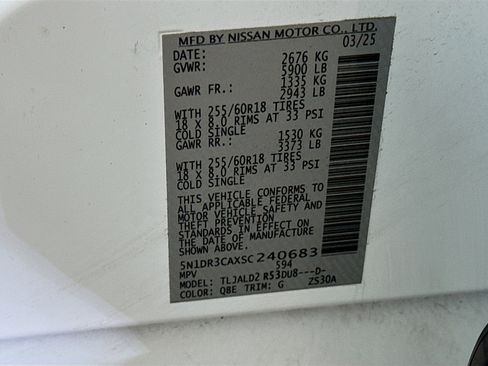 MFD BY NISSAN MOTOR CO., LTD.
DATE: 03/25
GVWR: 2676 KG
5900 LB
GAWR FR.: 1335 KG
2943 LB
WITH 255/60R18 TIRES
18 X 8.0 RIMS AT 33 PSI
COLD SINGLE
GAWR RR.: 1530 KG
3373 LB
WITH 255/60R18 TIRES
18 X 8.0 RIMS AT 33 PSI
COLD SINGLE
THIS VEHICLE CONFORMS TO
ALL APPLICABLE FEDERAL
MOTOR VEHICLE SAFETY AND
THEFT PREVENTION
STANDARDS IN EFFECT ON
THE DATE OF MANUFACTURE
SHOWN ABOVE.
5N1DR3CAXSC240683
MPV 594
MODEL: TLJALD2 R53DU8---D-
COLOR: QBE TRIM: G ZS30A